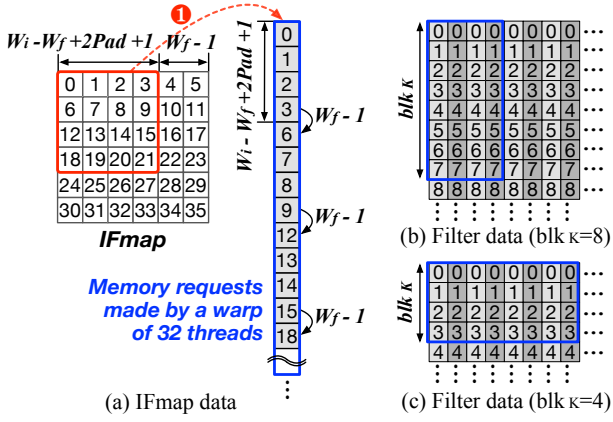 ❶
Wi -Wf +2Pad +1 Wf - 1
0 1 2 3 4 5
6 7 8 9 10 11
12 13 14 15 16 17
18 19 20 21 22 23
24 25 26 27 28 29
30 31 32 33 34 35
IFmap
Memory requests
made by a warp
of 32 threads
Wi - Wf +2Pad +1
0
1
2
3
6
7
8
9
12
13
14
15
18
⋮
Wf - 1
Wf - 1
Wf - 1
(a) IFmap data
blk K
0 0 0 0 0 0 0 0 ...
1 1 1 1 1 1 1 1 ...
2 2 2 2 2 2 2 2 ...
3 3 3 3 3 3 3 3 ...
4 4 4 4 4 4 4 4 ...
5 5 5 5 5 5 5 5 ...
6 6 6 6 6 6 6 6 ...
7 7 7 7 7 7 7 7 ...
8 8 8 8 8 8 8 8 ...
⋮ ⋮ ⋮ ⋮ ⋮ ⋮ ⋮ ⋮
(b) Filter data (blk K=8)
blk K
0 0 0 0 0 0 0 0 ...
1 1 1 1 1 1 1 1 ...
2 2 2 2 2 2 2 2 ...
3 3 3 3 3 3 3 3 ...
4 4 4 4 4 4 4 4 ...
⋮ ⋮ ⋮ ⋮ ⋮ ⋮ ⋮ ⋮
(c) Filter data (blk K=4)